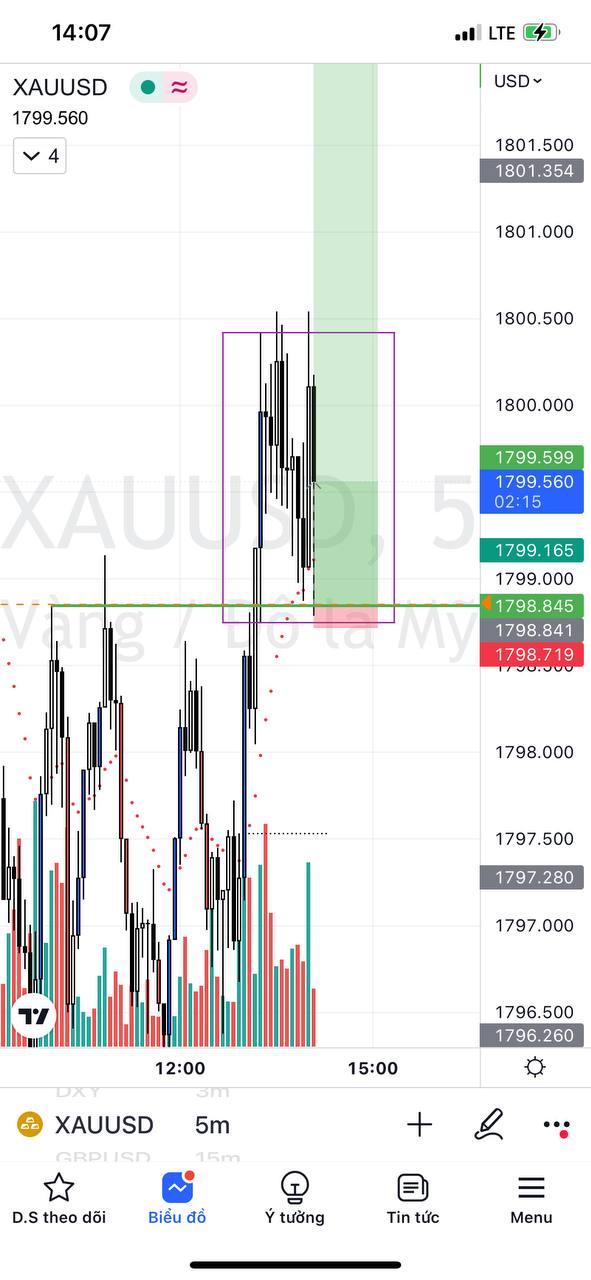 14:07
LTE
XAUUSD
USD
1799.560
4
1801.500
1801.354
1801.000
1800.500
1800.000
1799.599
1799.560
02:15
XAUUSD, 5
1799.165
1799.000
1798.845
Vàng / Đô la Mỹ
1798.841
1798.719
1798.500
1798.000
1797.500
1797.280
1797.000
1796.500
1796.260
12:00
15:00
DXY 3m
XAUUSD 5m
GBPUSD 15m
D.S theo dõi
Biểu đồ
Ý tưởng
Tin tức
Menu